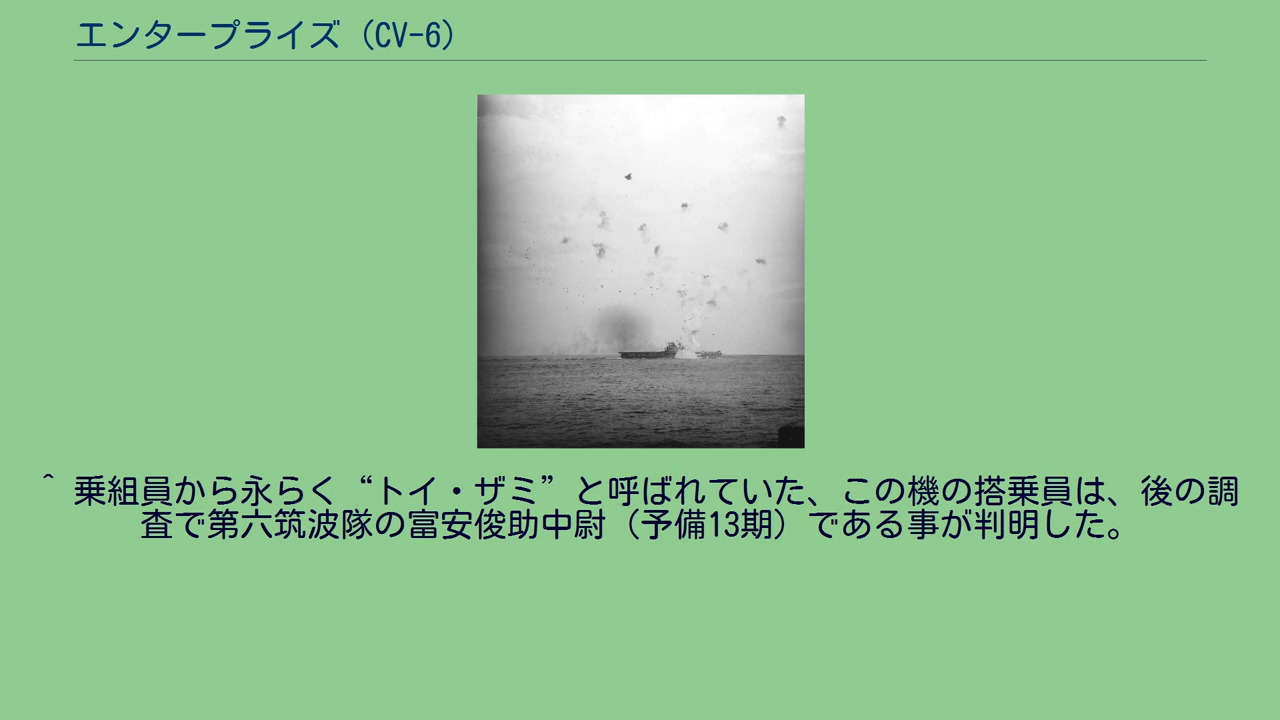 エンタープライズ（CV-6）
^ 乗組員から永らく“トイ・ザミ”と呼ばれていた、この機の搭乗員は、後の調
査で第六筑波隊の富安俊助中尉（予備13期）である事が判明した。